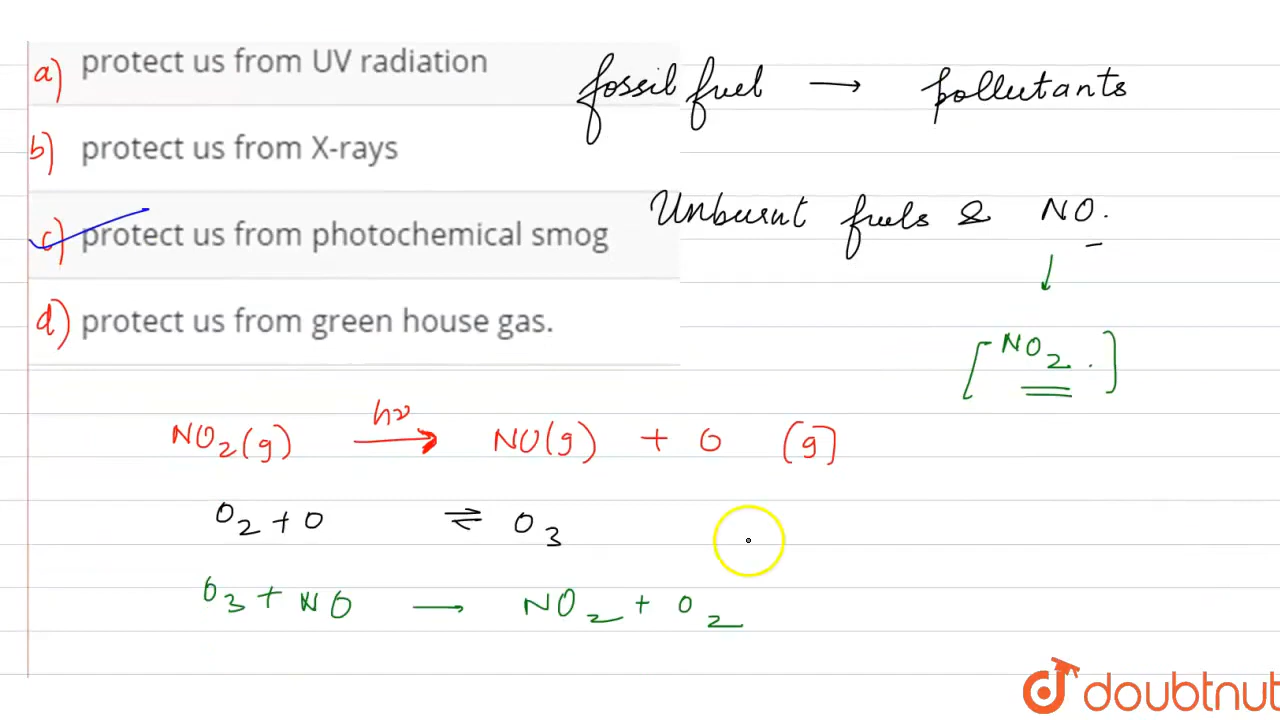 a) protect us from UV radiation
fossil fuel → pollutants
b) protect us from X-rays
c) protect us from photochemical smog
Unburnt fuels & NO.
↓
d) protect us from green house gas.
[NO2.]
NO2(g) hν → NO(g) + O (g)
O2 + O ⇌ O3
O3 + NO → NO2 + O2
doubtnut